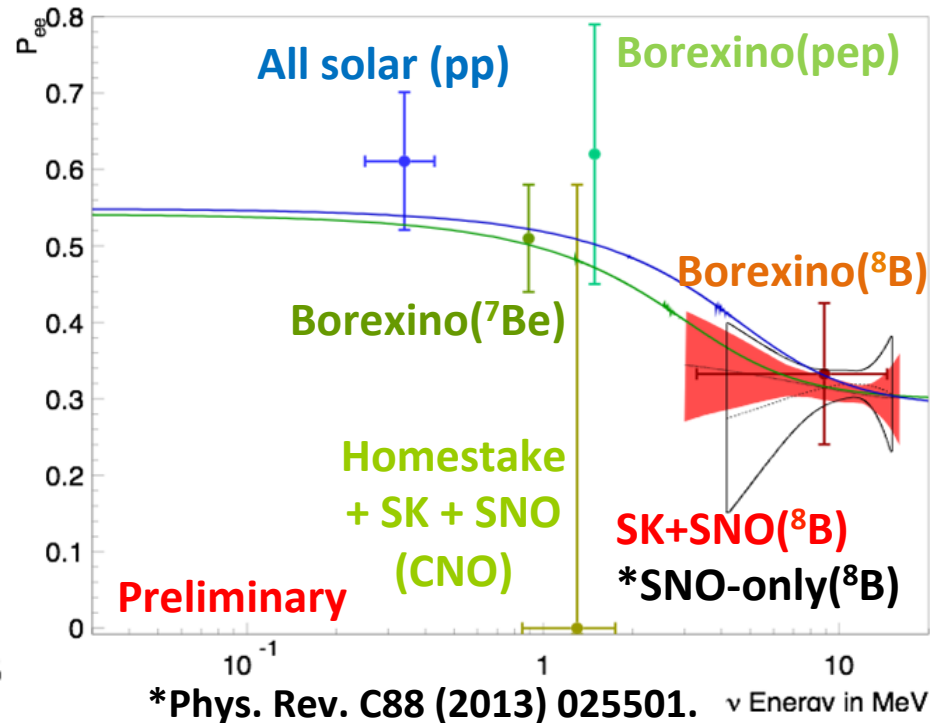 0.8
P_ee
All solar (pp)
Borexino(pep)
0.7
0.6
0.5
Borexino(⁸B)
Borexino(⁷Be)
0.4
0.3
Homestake
+ SK + SNO
(CNO)
0.2
0.1
SK+SNO(⁸B)
*SNO-only(⁸B)
Preliminary
0
10⁻¹ 1 10
*Phys. Rev. C88 (2013) 025501. ν Energy in MeV